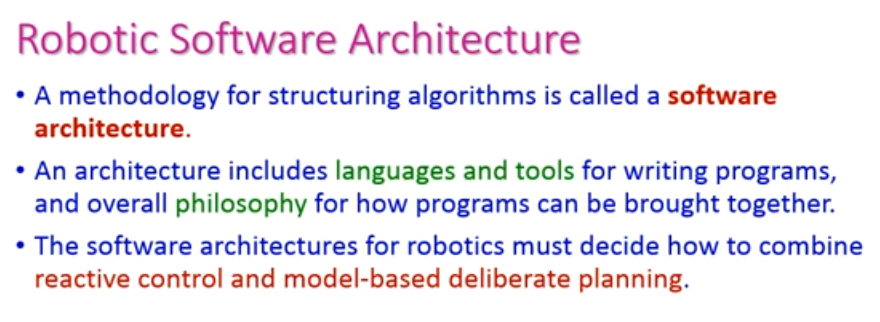 Robotic Software Architecture
• A methodology for structuring algorithms is called a software
architecture.
• An architecture includes languages and tools for writing programs,
and overall philosophy for how programs can be brought together.
• The software architectures for robotics must decide how to combine
reactive control and model-based deliberate planning.